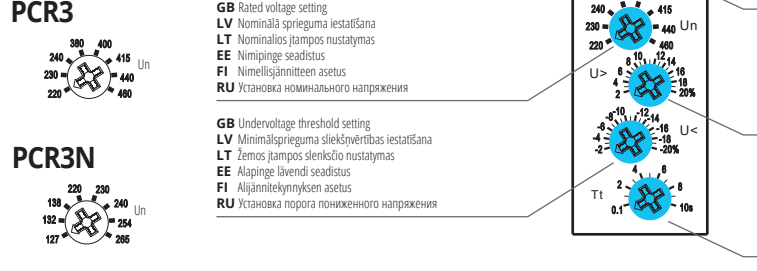 PCR3
380 400
240 415
Un
230 440
220 460
PCR3N
220 230
138 240
Un
132 254
127 265
GB Rated voltage setting
LV Nominālā sprieguma iestatīšana
LT Nominalios įtampos nustatymas
EE Nimipinge seadistus
FI Nimellisjännitteen asetus
RU Установка номинального напряжения
GB Undervoltage threshold setting
LV Minimālsprieguma sliekšņvērtības iestatīšana
LT Žemos įtampos slenksčio nustatymas
EE Alapinge lävendi seadistus
FI Alijännitekynnyksen asetus
RU Установка порога пониженного напряжения
240 415
230 440 Un
220 460
10 12
8 14
U> 6 16
4 18
2 20%
-10 -12
-8 -14
-6 -16 U<
-4 -18
-2 -20%
4 6
2 8
Tt
0.1 10s